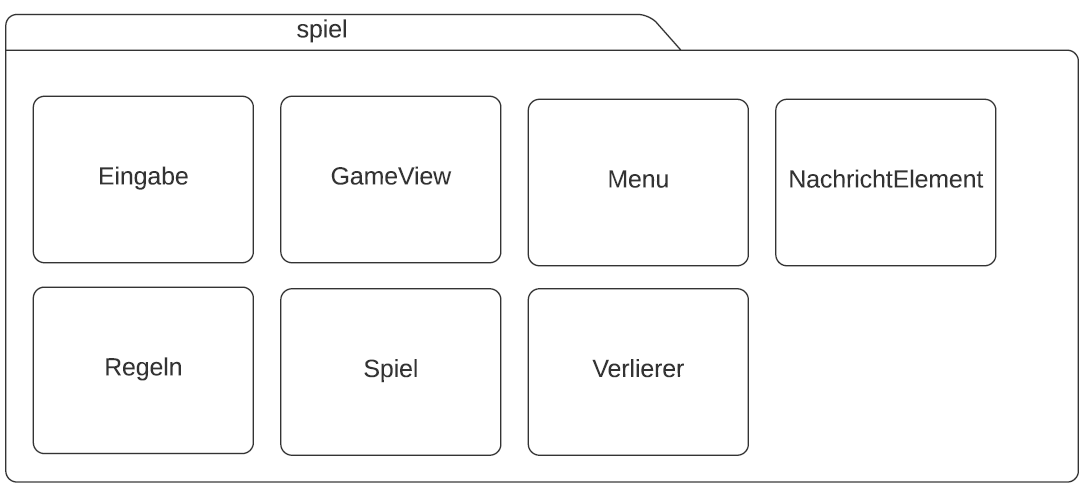 spiel
Eingabe
GameView
Menu
NachrichtElement
Regeln
Spiel
Verlierer